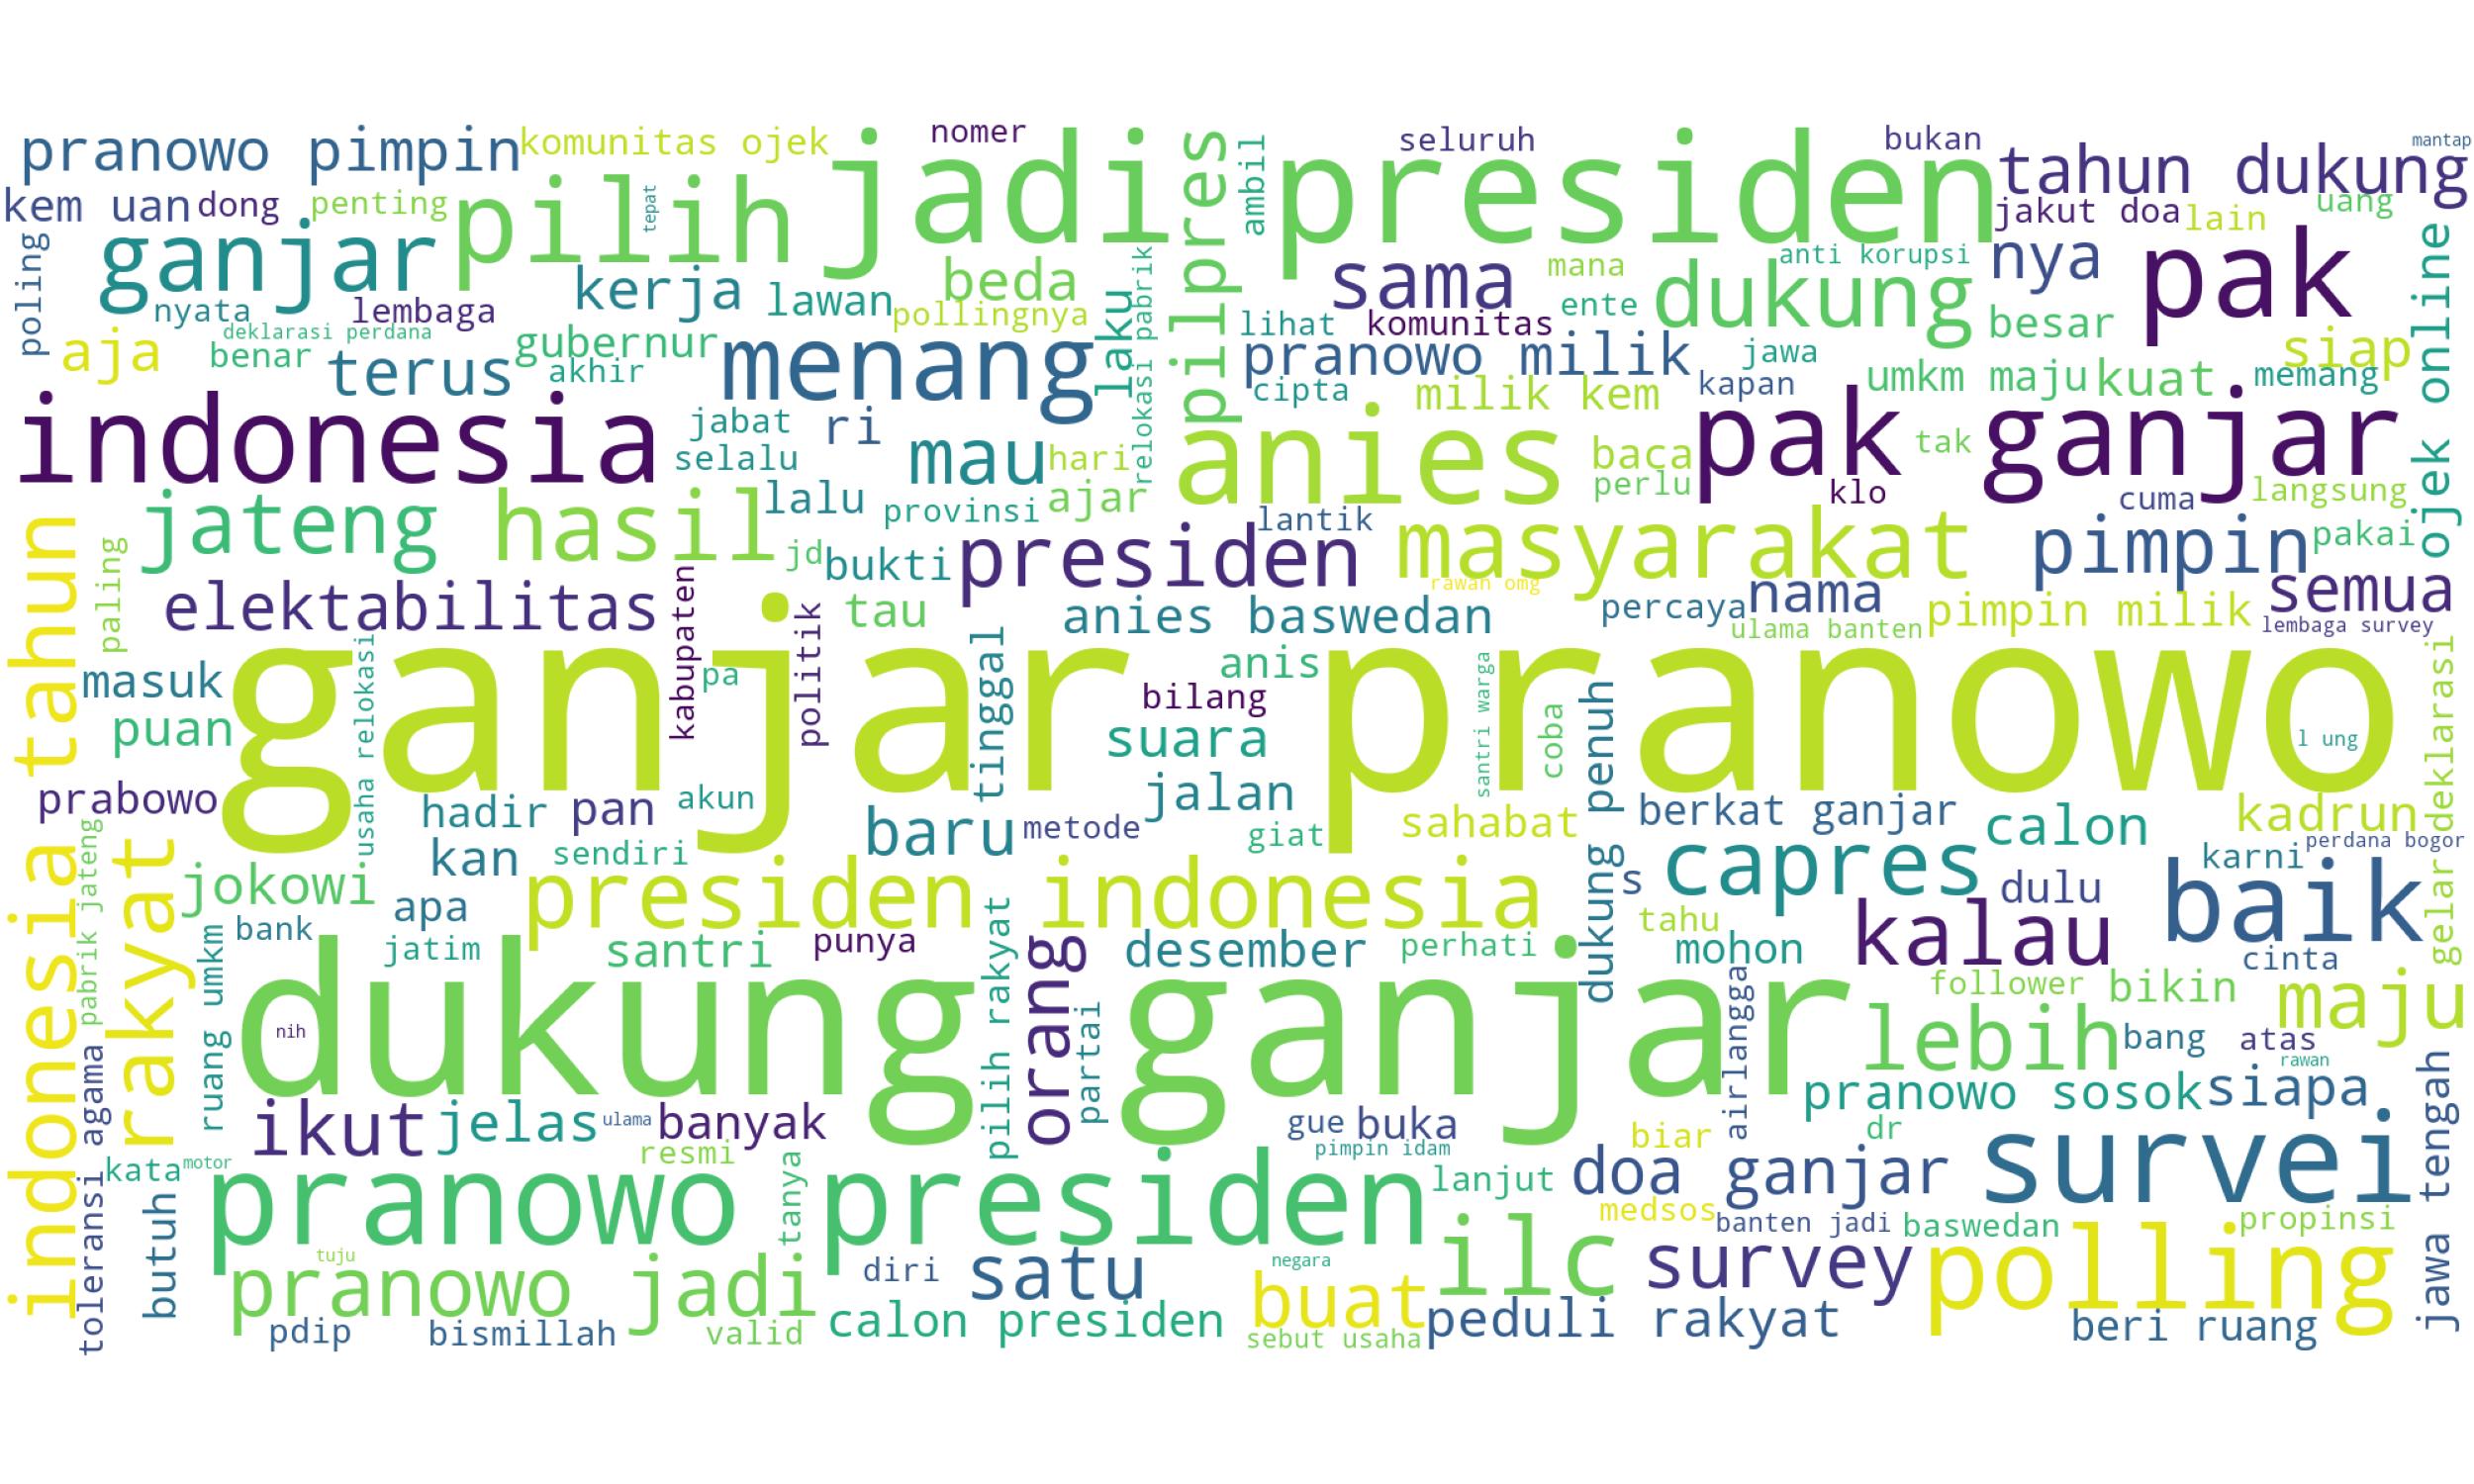 pranowo pimpin
komunitas ojek
jadi
nomer
presiden
seluruh
bukan
tahun dukung
mantap
kem uan
dong
penting
pilih
tepat
pilpres
ambil
jakut doa
lain
uang
poling
ganjar
nyata
lembaga
kerja
lawan
beda
pollingnya
laku
relokasi pabrik
sama
mana
ente
dukung
anti korupsi
nya
pak
ojek online
aja
deklarasi perdana
benar
terus
gubernur
akhir
menang
lihat
komunitas
pranowo milik
cipta
jawa
besar
siap
umkm maju
kuat
memang
indonesia
jabat
ri
selalu
mau
hari
anies
milik kem
kapan
baca
perlu
pak ganjar
tak
klo
cuma
langsung
indonesia tahun
jateng
hasil
lalu
provinsi
ajar
lantik
jd
bukti
presiden
masyarakat
rawan omg
pimpin
pakai
paling
elektabilitas
kabupaten
politik
tau
anies baswedan
percaya
nama
pimpin milik
semua
ulama banten
lembaga survey
masuk
puan
ganjar pranowo
usaha relokasi
pa
tinggal
anis
bilang
suara
jalan
santri warga
coba
dukung penuh
l ung
gelar deklarasi
prabowo
hadir
pan
akun
kan
sendiri
baru
metode
giat
sahabat
berkat ganjar
calon
kadrun
perdana bogor
karni
pabrik jateng
rakyat
jokowi
apa
bank
jatim
presiden indonesia
santri
punya
pilih rakyat
orang
desember
perhati
s
capres
dulu
tahu
mohon
kalau
baik
cinta
ruang umkm
dukung ganjar
nih
partai
airlangga
follower
bikin
maju
lebih
bang
atas
rawan
toleransi agama
ikut
jelas
ulama
banyak
resmi
gue
buka
pimpin idam
biar
dr
pranowo sosok
siapa
kata
motor
butuh
pranowo presiden
tanya
lanjut
doa ganjar
survei
jawa tengah
medsos
banten jadi
baswedan
propinsi
tuju
pranowo jadi
diri
satu
negara
buat
ilc
survey
polling
pdip
bismillah
valid
calon presiden
sebut usaha
peduli rakyat
beri ruang